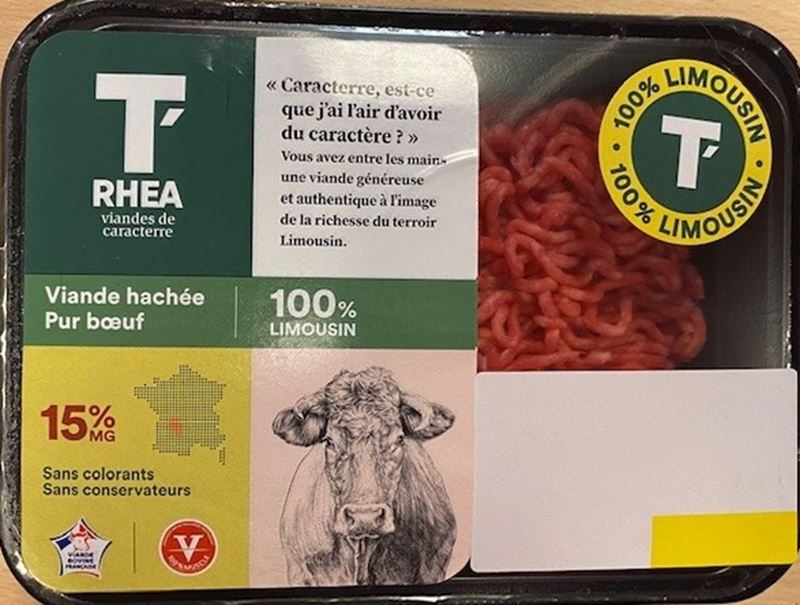 T'
RHEA
viandes de
caracterre
« Caracterre, est-ce
que j'ai l'air d'avoir
du caractère ? »
Vous avez entre les mains
une viande généreuse
et authentique à l'image
de la richesse du terroir
Limousin.
100% LIMOUSIN
T'
100% LIMOUSIN
Viande hachée
Pur bœuf
100%
LIMOUSIN
15%
MG
Sans colorants
Sans conservateurs
VIANDE
BOVINE
FRANÇAISE
V
100% MUSCLE